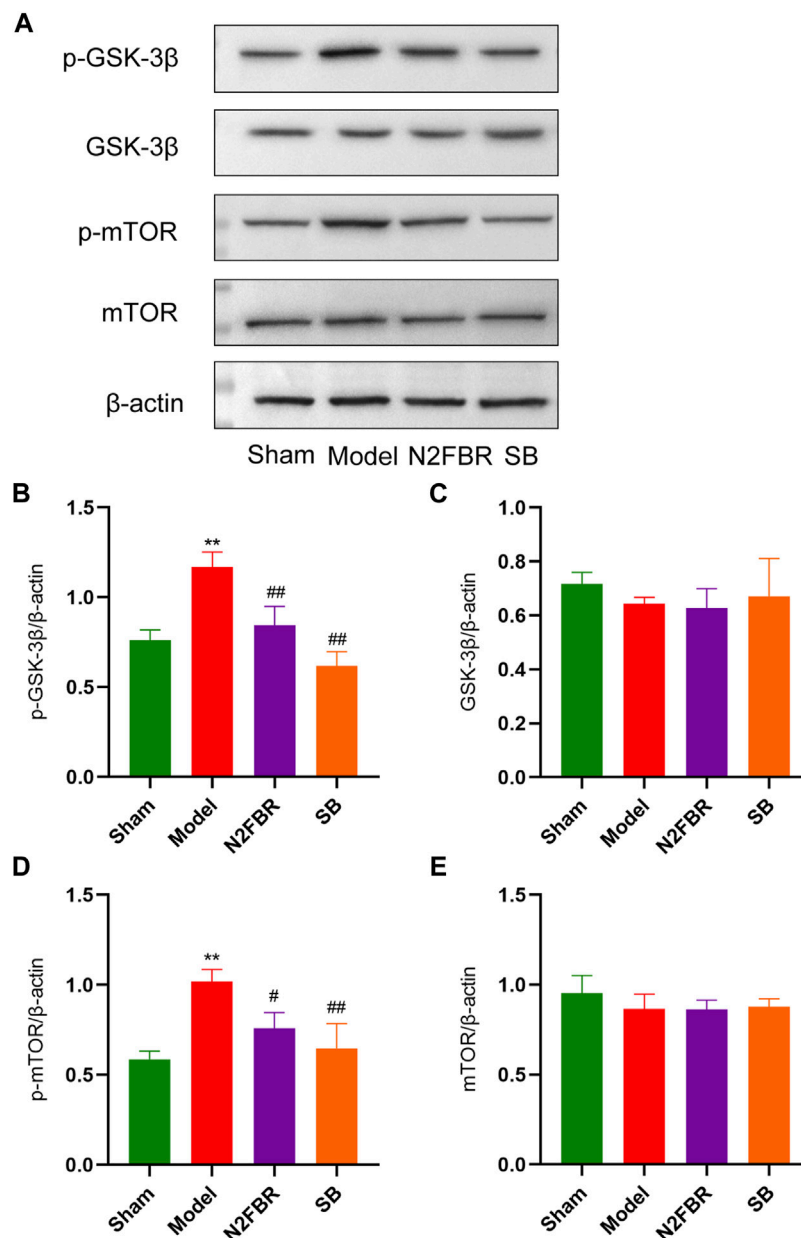 A
p-GSK-3β
GSK-3β
p-mTOR
mTOR
β-actin
Sham Model N2FBR SB
B
p-GSK-3β/β-actin
1.5
1.0
0.5
0.0
**
##
##
Sham
Model
N2FBR
SB
C
GSK-3β/β-actin
1.0
0.8
0.6
0.4
0.2
0.0
Sham
Model
N2FBR
SB
D
p-mTOR/β-actin
1.5
1.0
0.5
0.0
**
#
##
Sham
Model
N2FBR
SB
E
mTOR/β-actin
1.5
1.0
0.5
0.0
Sham
Model
N2FBR
SB